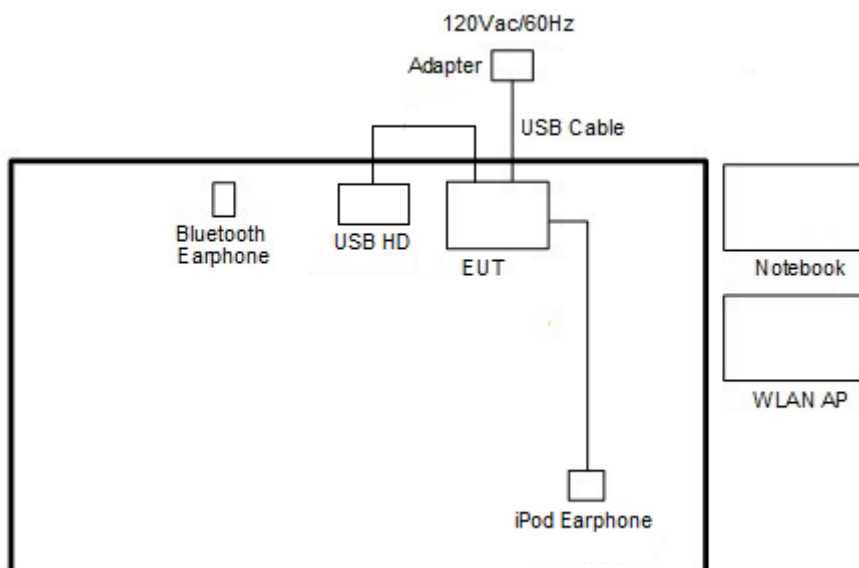 120Vac/60Hz
Adapter
USB Cable
Bluetooth
Earphone
USB HD
EUT
Notebook
WLAN AP
iPod Earphone